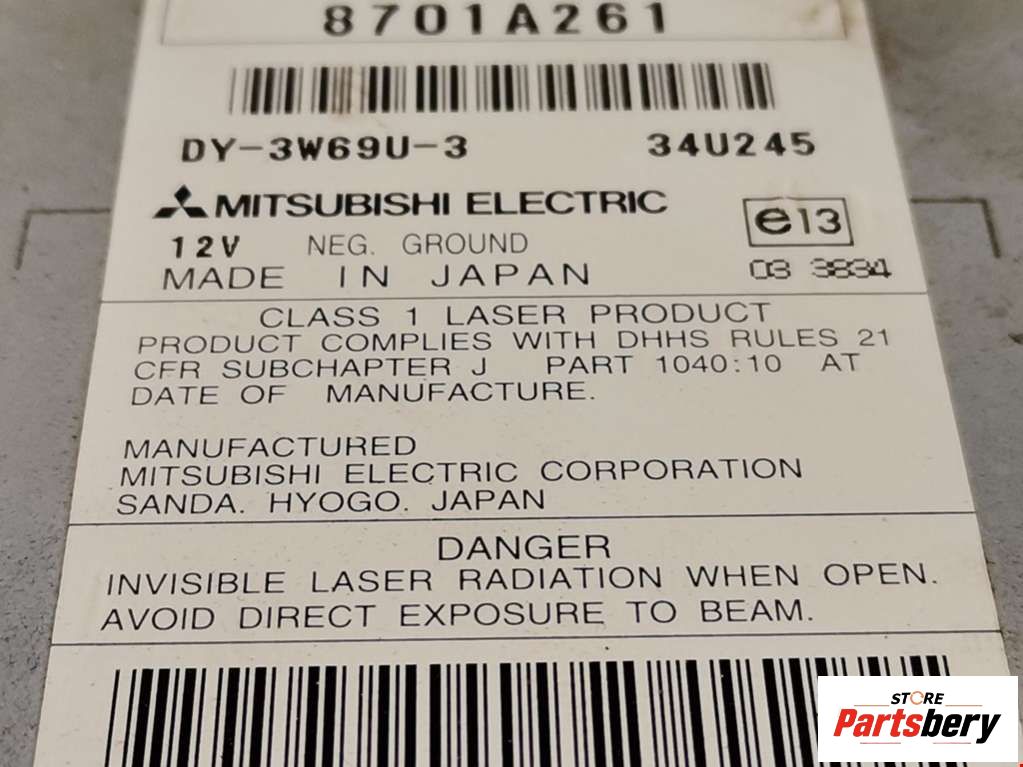 8701A261
DY-3W69U-3 34U245
MITSUBISHI ELECTRIC
e13
12V NEG. GROUND
03 3834
MADE IN JAPAN
CLASS 1 LASER PRODUCT
PRODUCT COMPLIES WITH DHHS RULES 21
CFR SUBCHAPTER J PART 1040:10 AT
DATE OF MANUFACTURE.
MANUFACTURED
MITSUBISHI ELECTRIC CORPORATION
SANDA. HYOGO. JAPAN
DANGER
INVISIBLE LASER RADIATION WHEN OPEN.
AVOID DIRECT EXPOSURE TO BEAM.
STORE
Partsbery